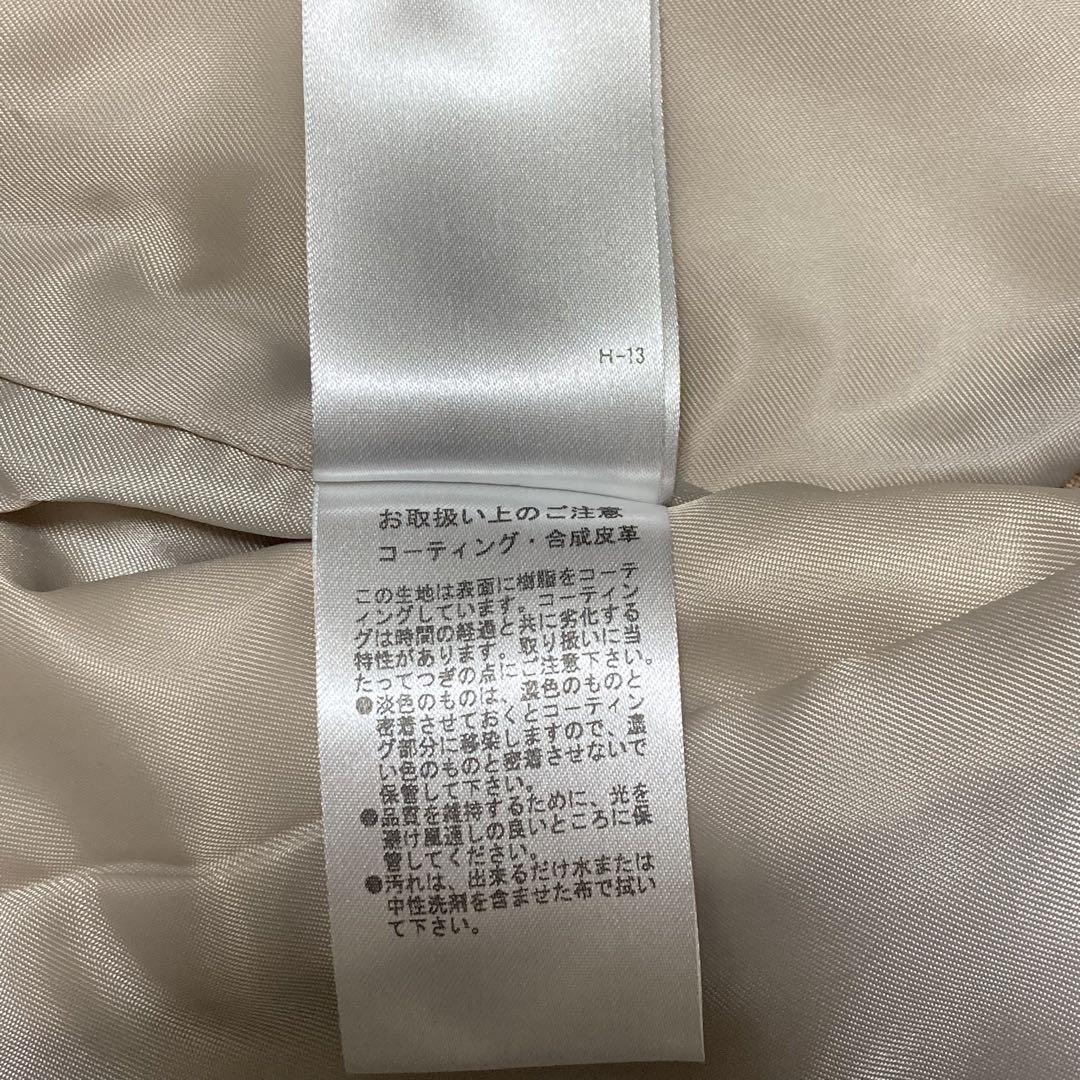 H-13
お取扱い上のご注意
コーティング・合成皮革
この生地は表面に樹脂をコーテ
ィングしています。コーティン
グは時間の経過と共に劣化する
特性があります。取り扱いに当
たってつぎの点にご注意下さい。
●淡色のものは、濃色のものと
密着させておくとコーティン
グ部分にも移染しますので、濃
い色のものと密着させないで
保管して下さい。
●品質を維持するために、光を
避け風通しの良いところに保
管してください。
●汚れは、出来るだけ水または
中性洗剤を含ませた布で拭い
て下さい。